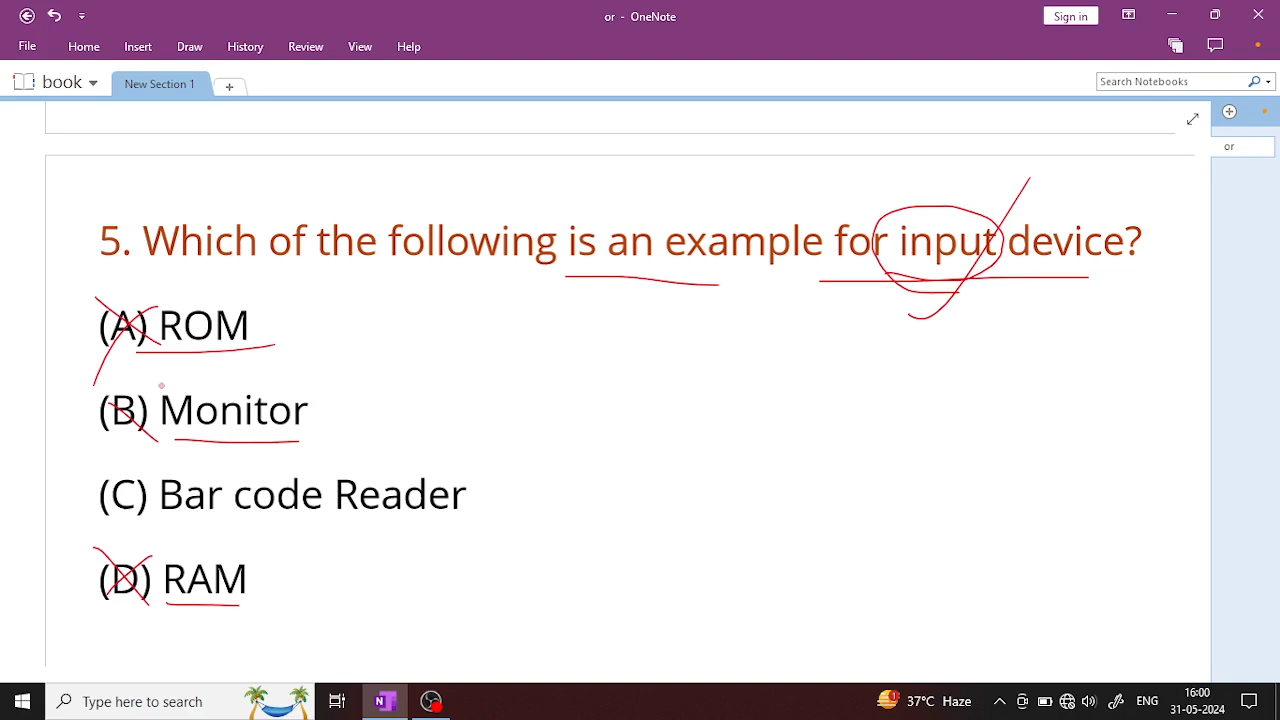 or - OneNote
Sign in
File Home Insert Draw History Review View Help
book New Section 1 Search Notebooks
or
5. Which of the following is an example for input device?
(A) ROM
(B) Monitor
(C) Bar code Reader
(D) RAM
Type here to search
N
1 37°C Haze
ENG
16:00
31-05-2024